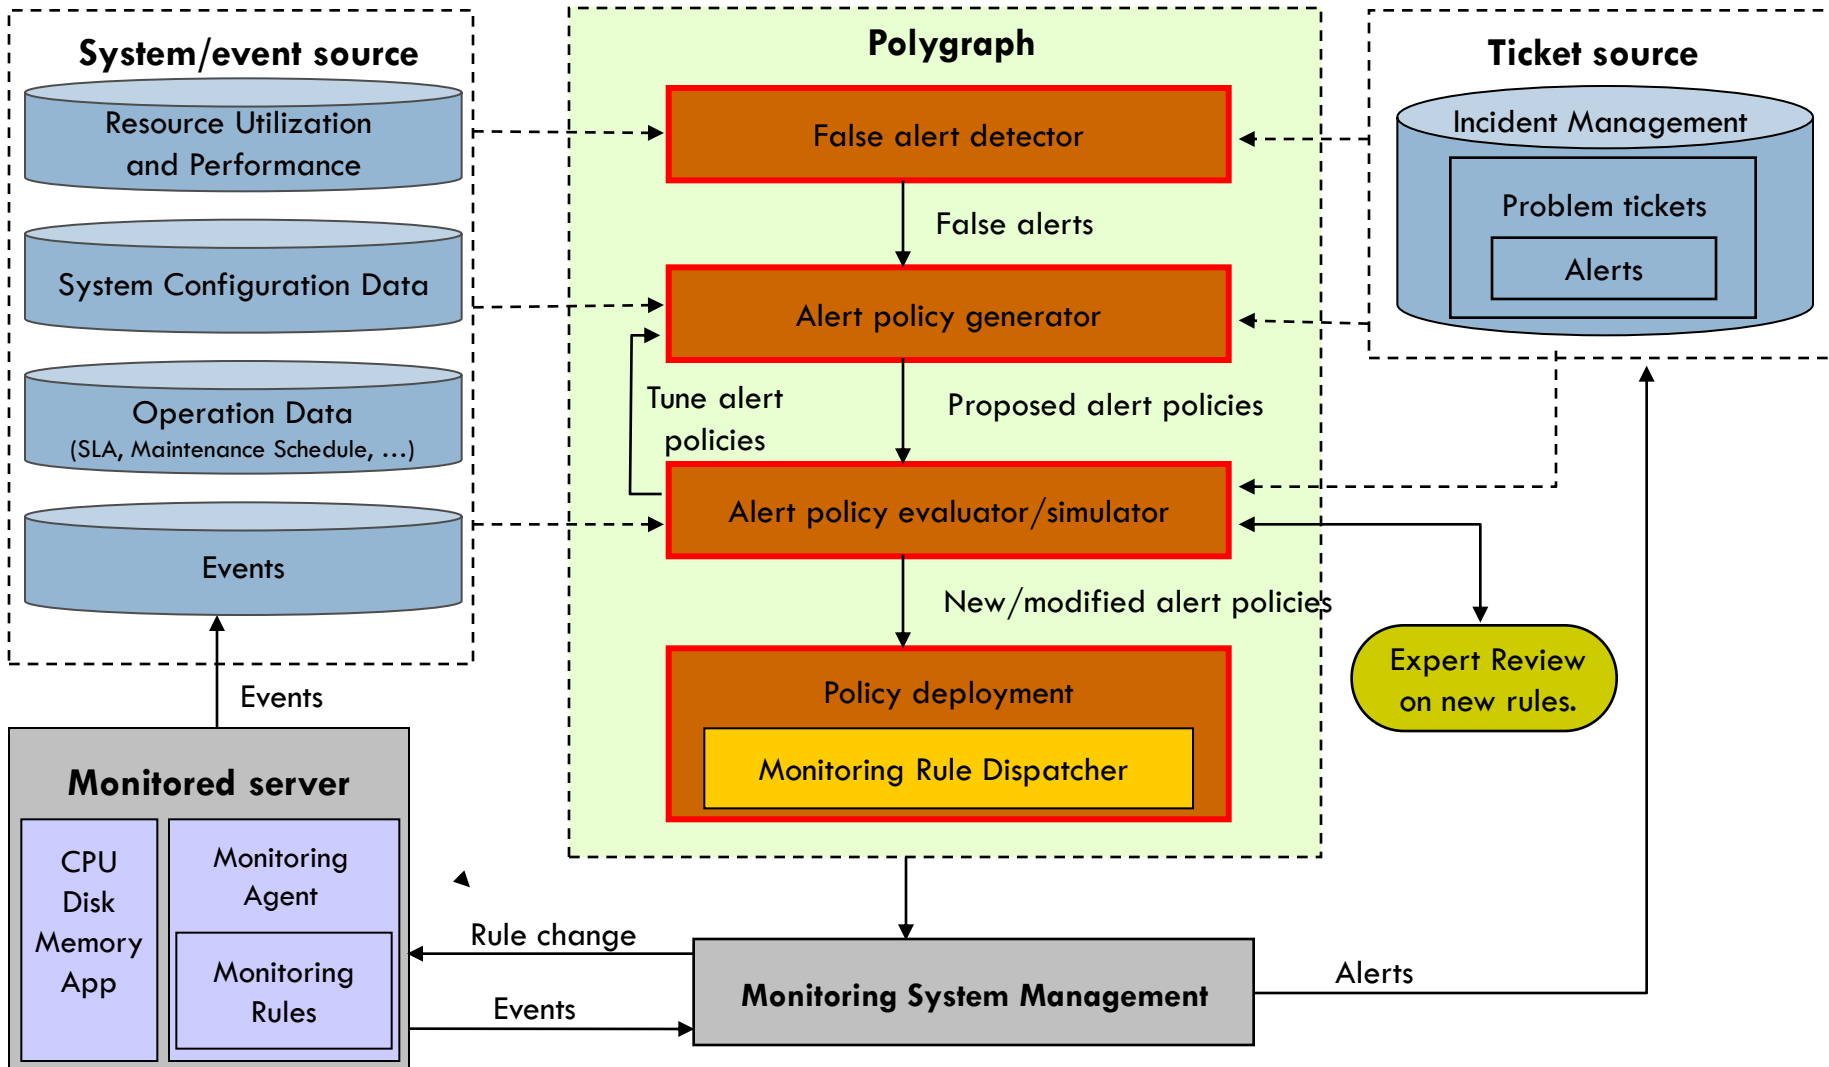 System/event source
Resource Utilization
and Performance
System Configuration Data
Operation Data
(SLA, Maintenance Schedule, ...)
Events
Events
Monitored server
CPU
Disk
Memory
App
Monitoring
Agent
Monitoring
Rules
Polygraph
False alert detector
False alerts
Alert policy generator
Tune alert
policies
Proposed alert policies
Alert policy evaluator/simulator
New/modified alert policies
Policy deployment
Monitoring Rule Dispatcher
Rule change
Events
Monitoring System Management
Alerts
Ticket source
Incident Management
Problem tickets
Alerts
Expert Review
on new rules.